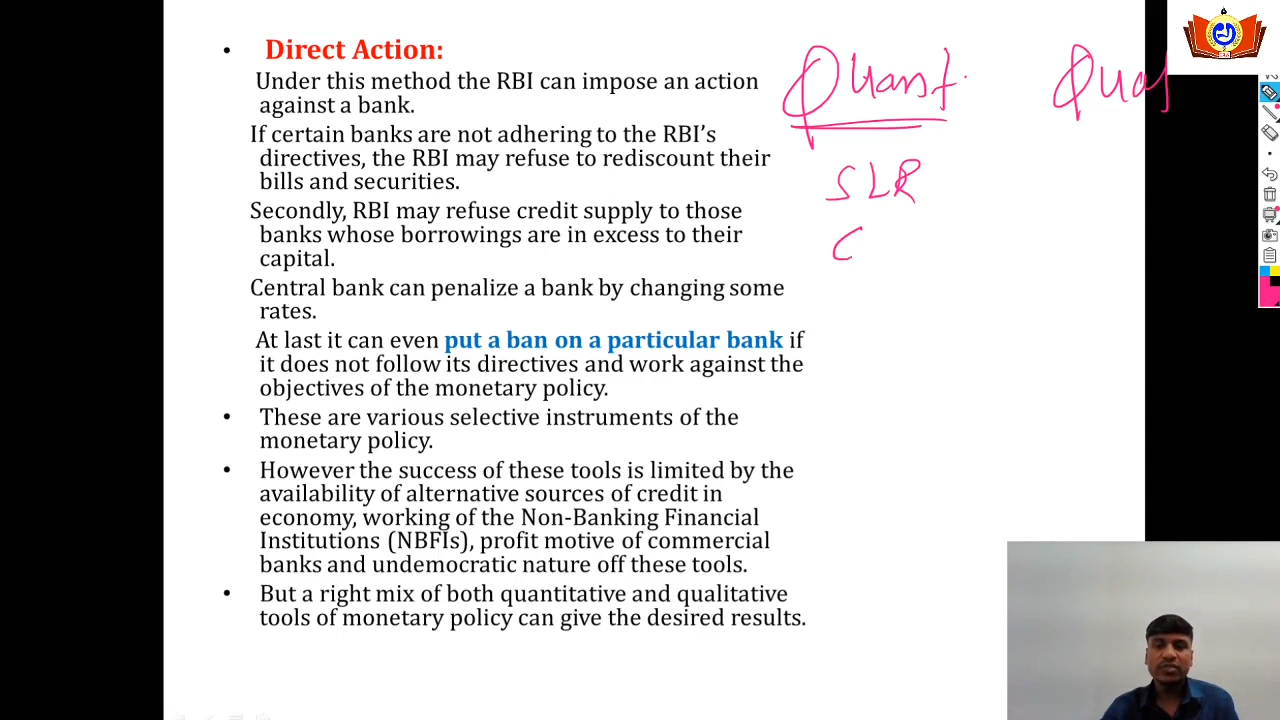 • Direct Action:
Under this method the RBI can impose an action
against a bank.
If certain banks are not adhering to the RBI’s
directives, the RBI may refuse to rediscount their
bills and securities.
Secondly, RBI may refuse credit supply to those
banks whose borrowings are in excess to their
capital.
Central bank can penalize a bank by changing some
rates.
At last it can even put a ban on a particular bank if
it does not follow its directives and work against the
objectives of the monetary policy.
• These are various selective instruments of the
monetary policy.
• However the success of these tools is limited by the
availability of alternative sources of credit in
economy, working of the Non-Banking Financial
Institutions (NBFIs), profit motive of commercial
banks and undemocratic nature off these tools.
• But a right mix of both quantitative and qualitative
tools of monetary policy can give the desired results.
Quant. Qual
SLR
C